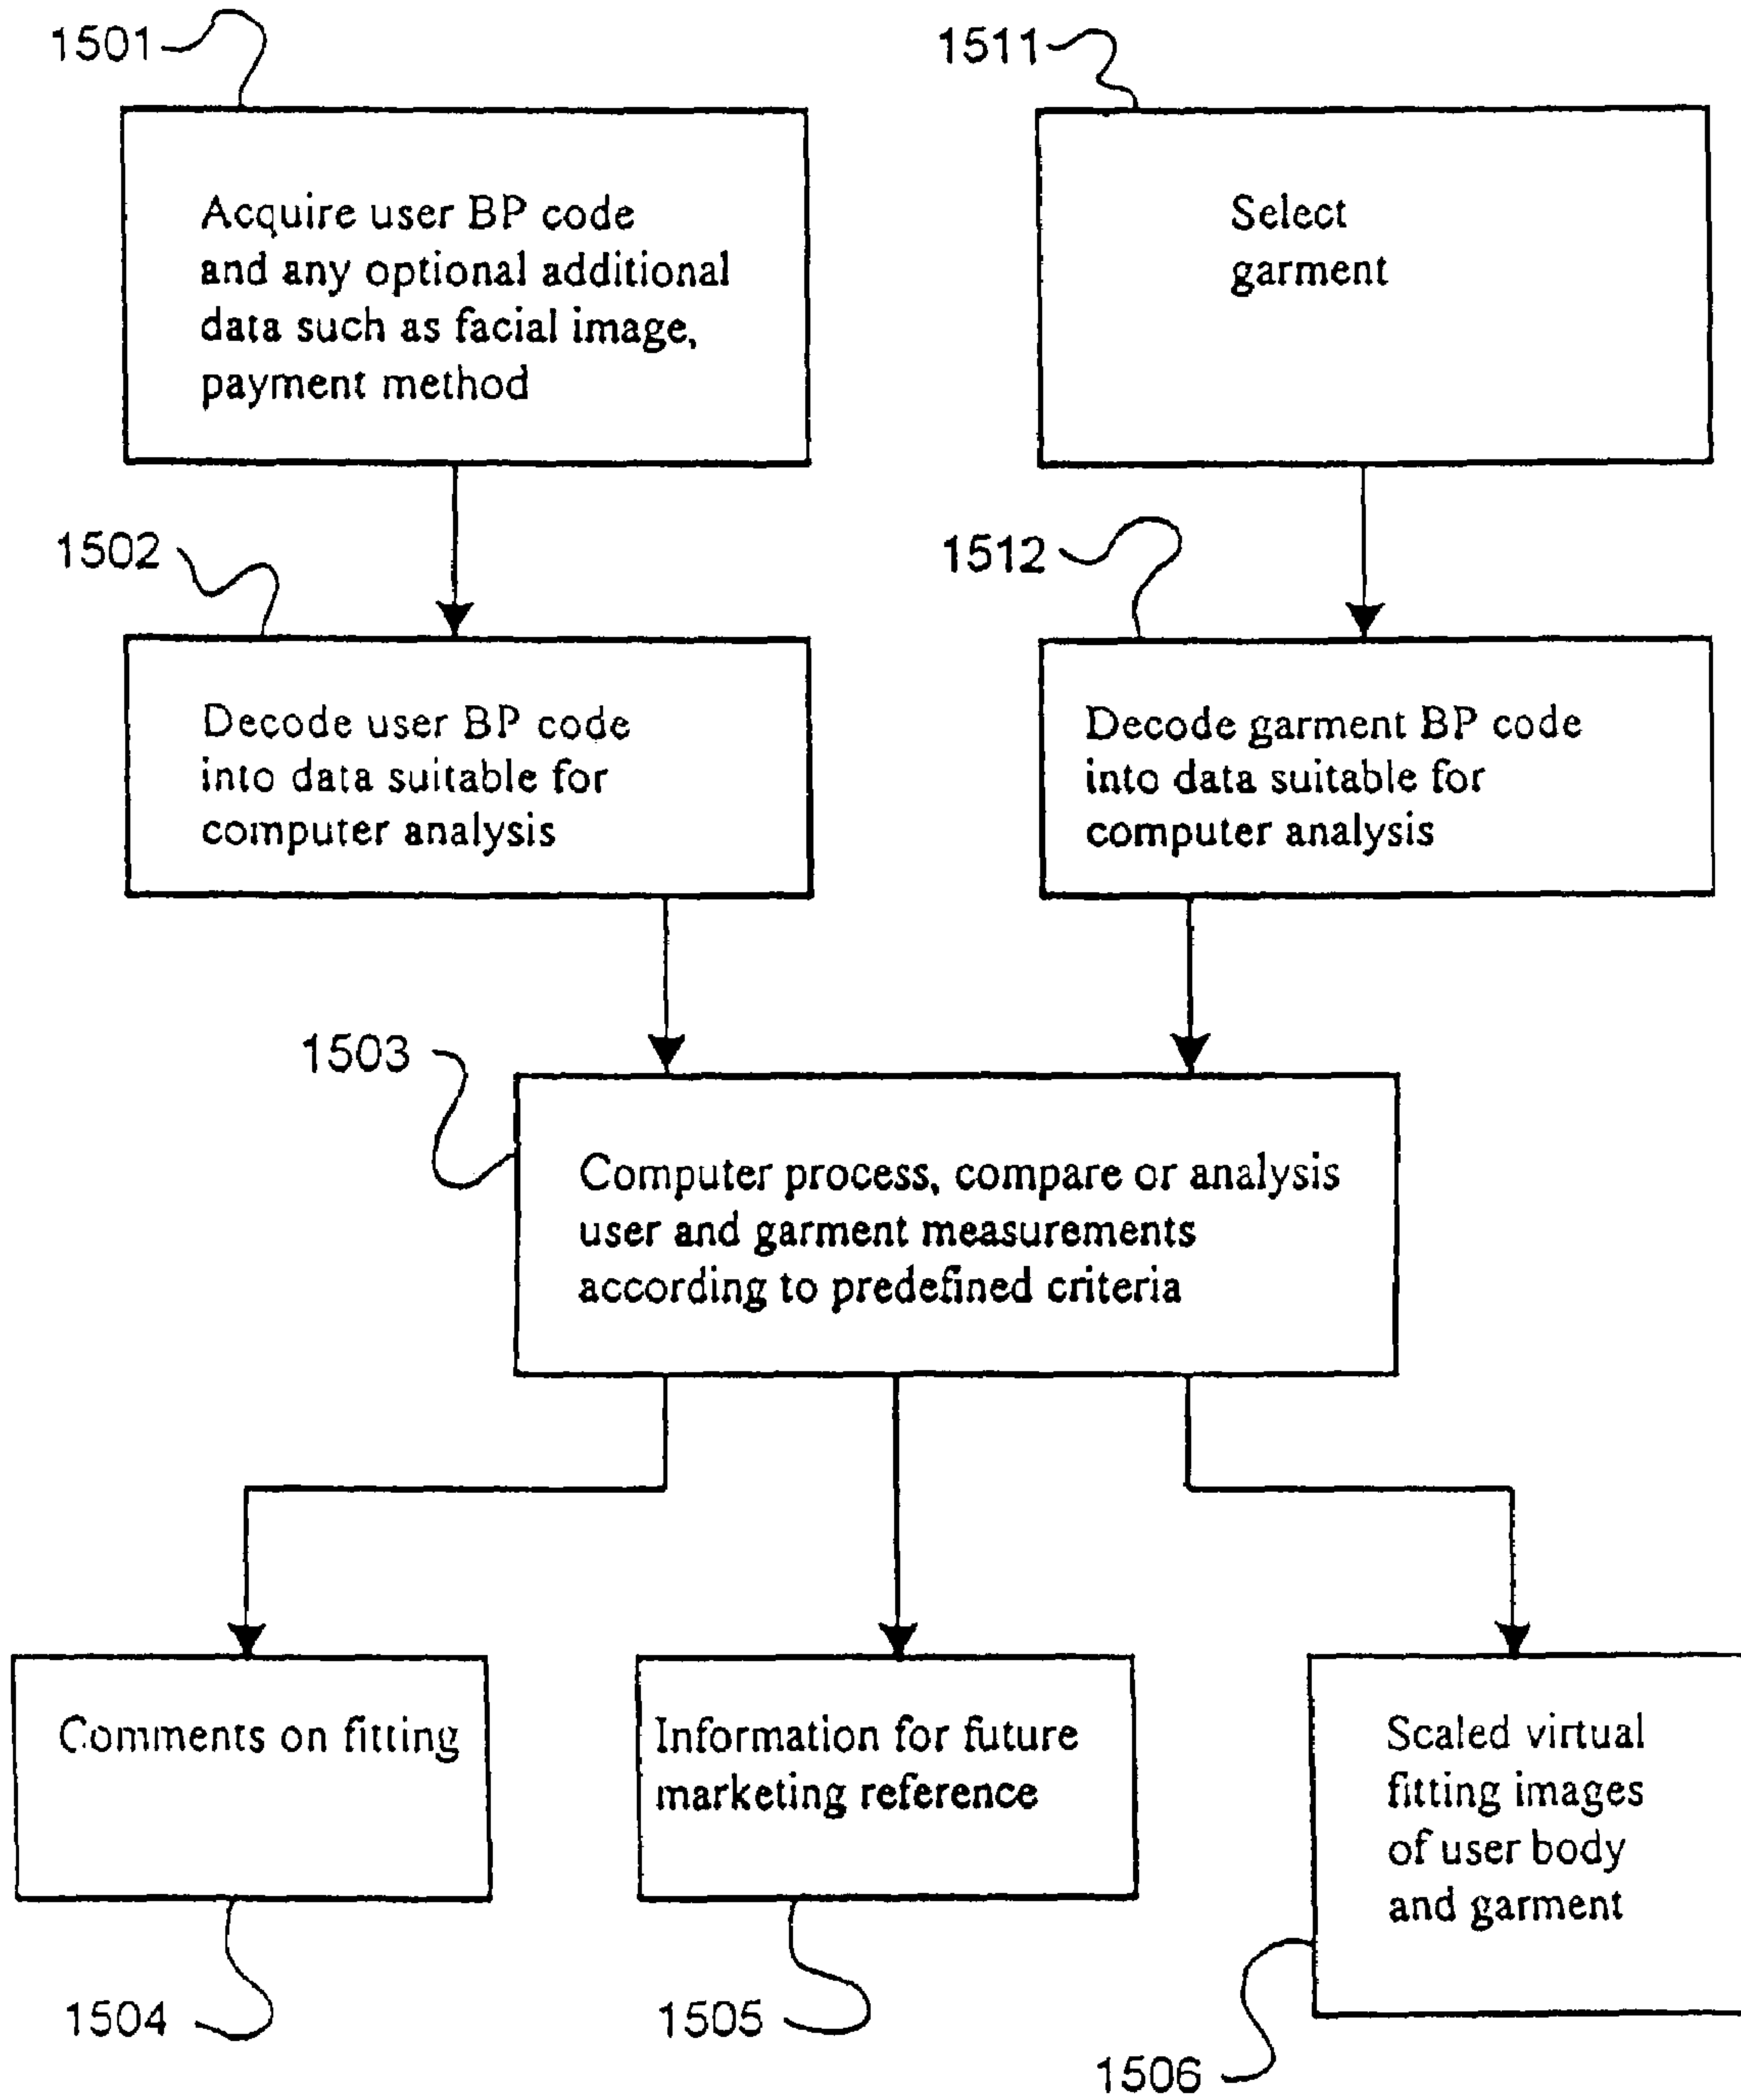 1501
1511
Acquire user BP code
and any optional additional
data such as facial image,
payment method
Select
garment
1502
1512
Decode user BP code
into data suitable for
computer analysis
Decode garment BP code
into data suitable for
computer analysis
1503
Computer process, compare or analysis
user and garment measurements
according to predefined criteria
Comments on fitting
Information for future
marketing reference
Scaled virtual
fitting images
of user body
and garment
1504
1505
1506